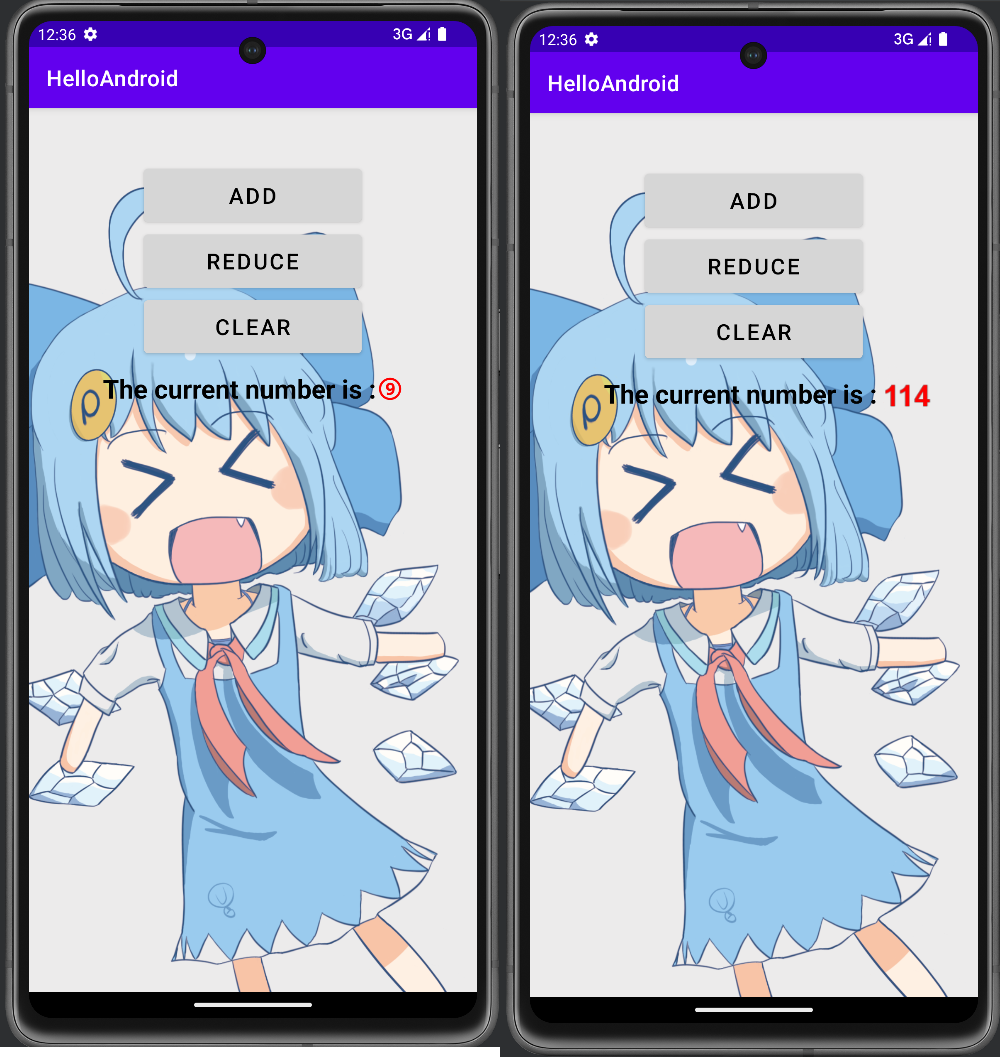 12:36 3G
HelloAndroid
ADD
REDUCE
CLEAR
The current number is :⑨
12:36 3G
HelloAndroid
ADD
REDUCE
CLEAR
The current number is : 114